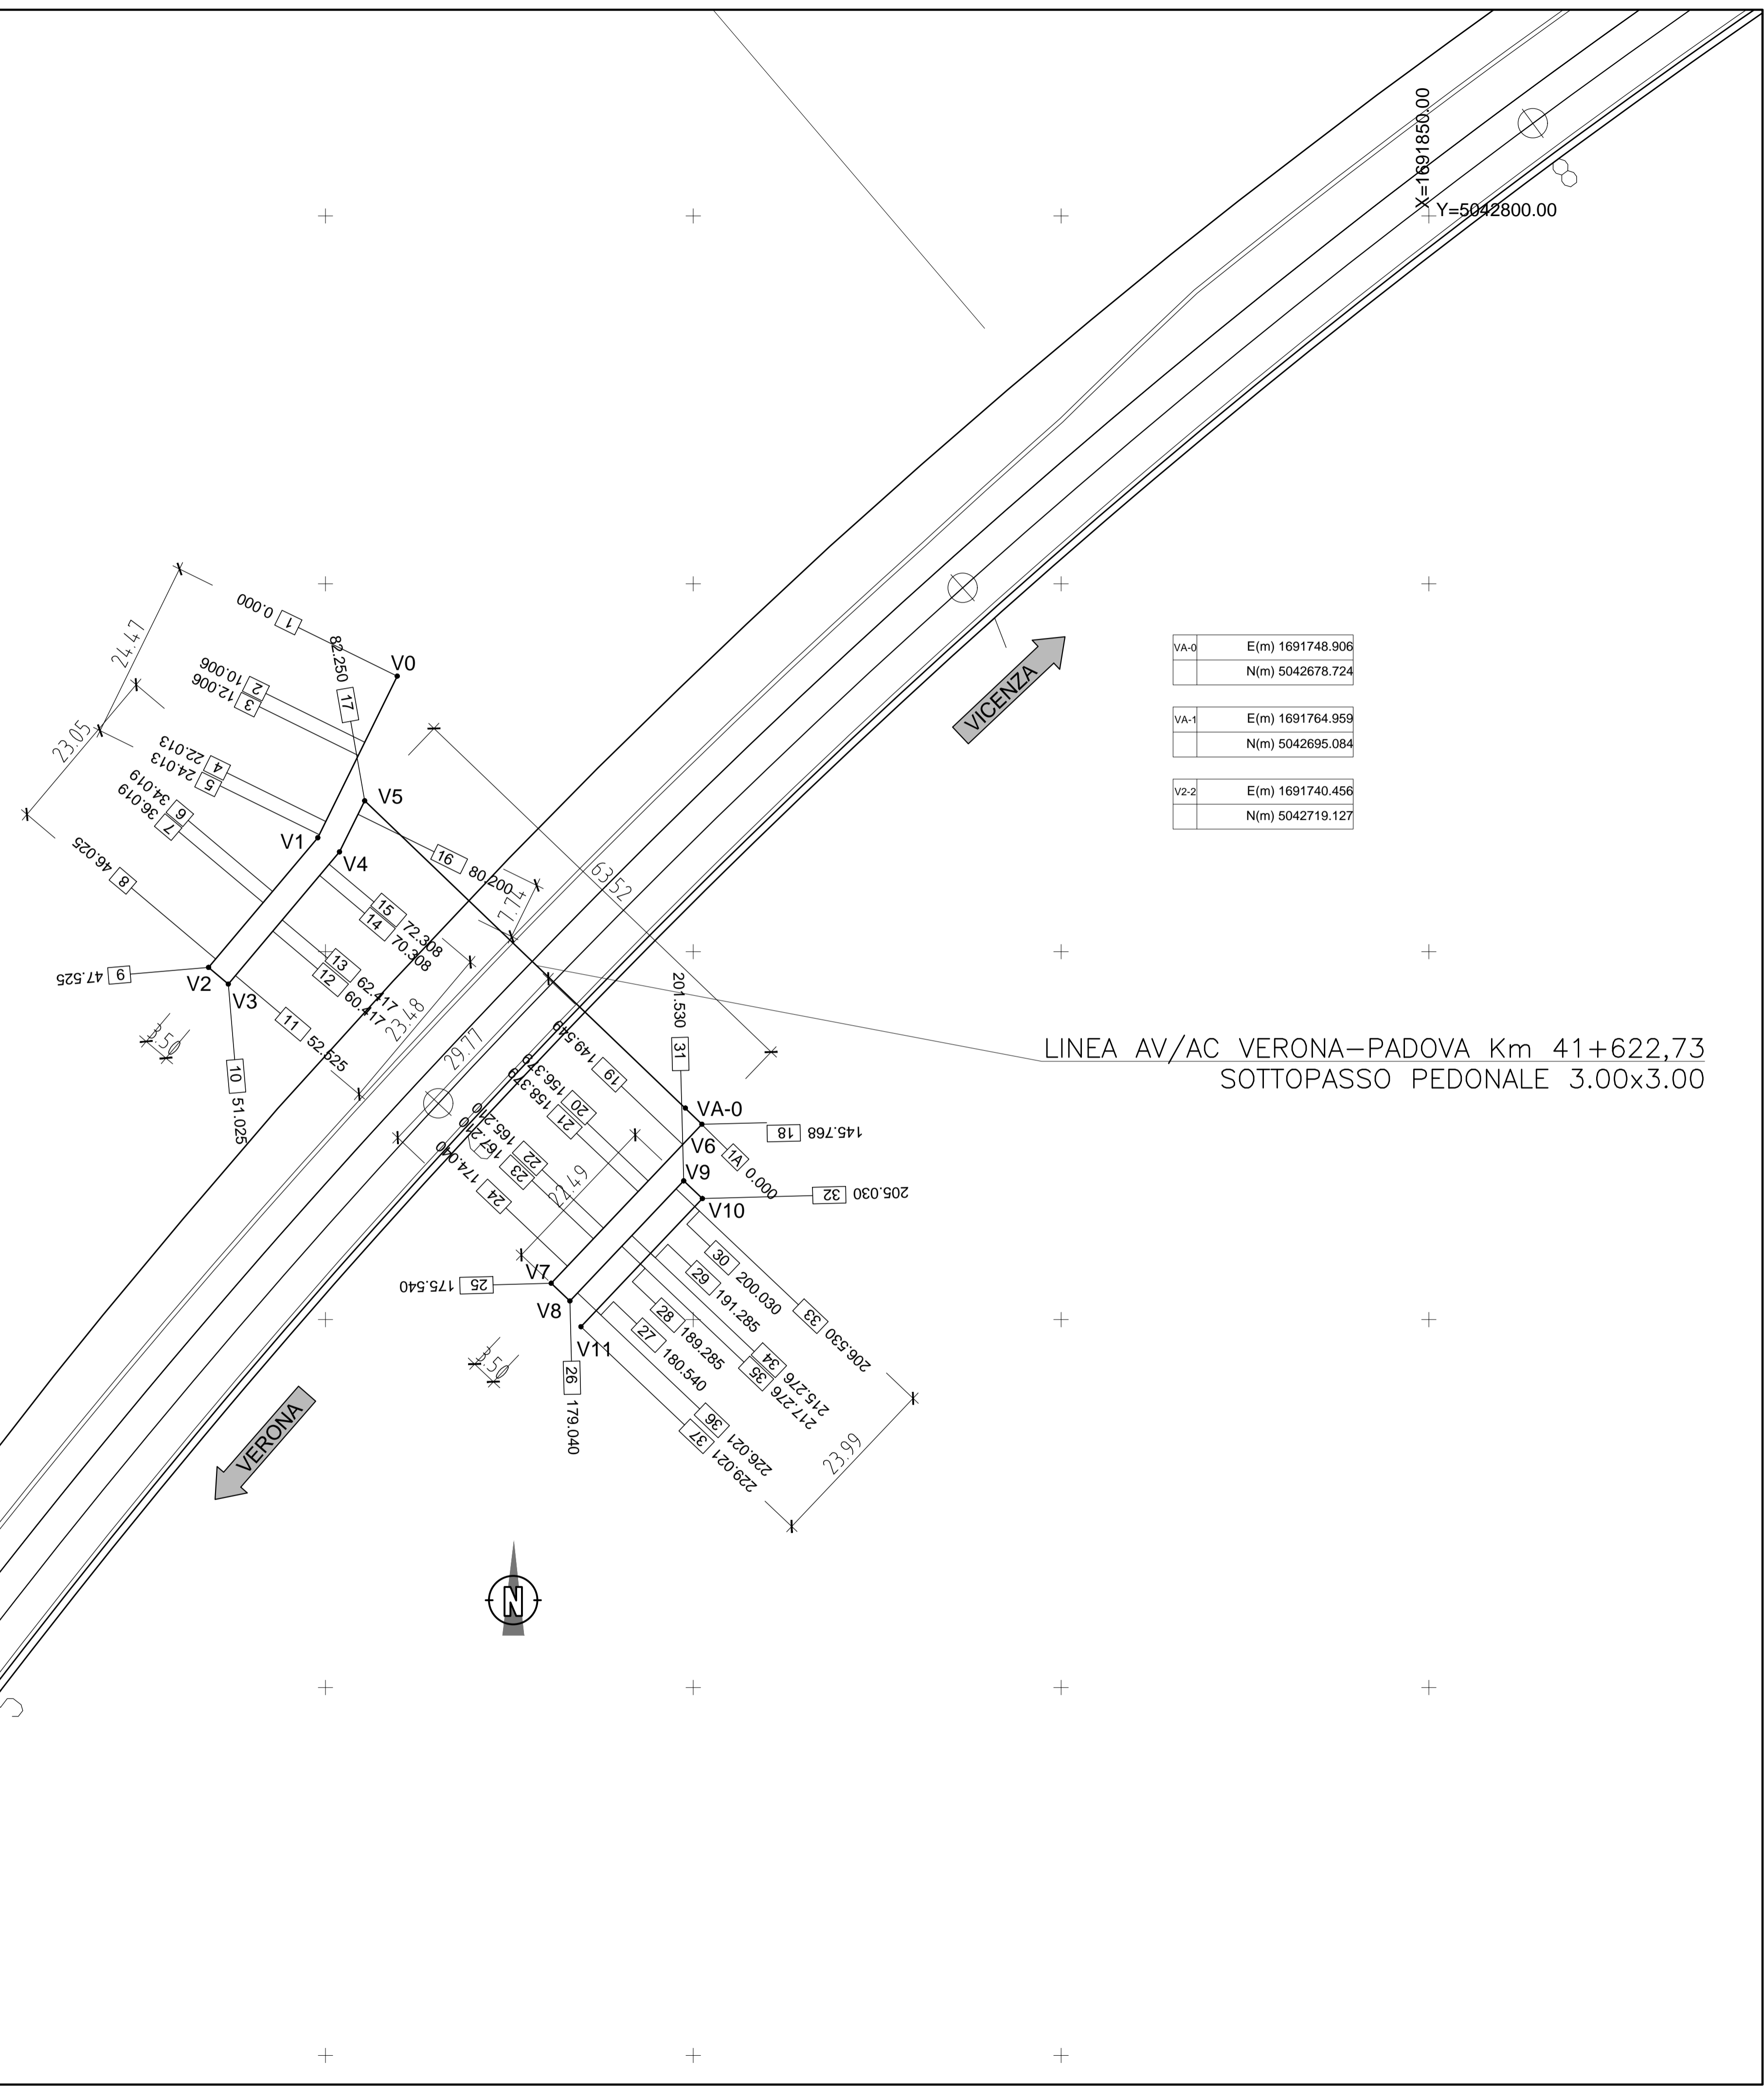 X=1691850.00
Y=5042800.00
24.47
1 0.000
V0
82.250 17
2 10.006
3 12.006
VICENZA
VA-0 E(m) 1691748.906
N(m) 5042678.724
VA-1 E(m) 1691764.959
N(m) 5042695.084
V2-2 E(m) 1691740.456
N(m) 5042719.127
23.05
4 22.013
5 24.013
6 34.019
7 36.019
8 46.025
V5
V1
V4
16 80.200
7.74
63.52
15 72.308
14 70.308
9 47.525
V2
V3
13 62.417
12 60.417
23.48
11 52.525
3.50
10 51.025
29.77
LINEA AV/AC VERONA-PADOVA Km 41+622,73
SOTTOPASSO PEDONALE 3.00x3.00
201.530 31
19 149.549
20 156.379
21 158.379
22 165.210
23 167.210
24 174.040
VA-0
V6
18 145.768
1A 0.000
22.49
V9
V10
32 205.030
V7
25 175.540
V8
V11
30 200.030
29 191.285
28 189.285
27 180.540
33 206.530
34 215.276
35 217.276
36 226.021
37 229.021
3.50
26 179.040
23.99
VERONA
N